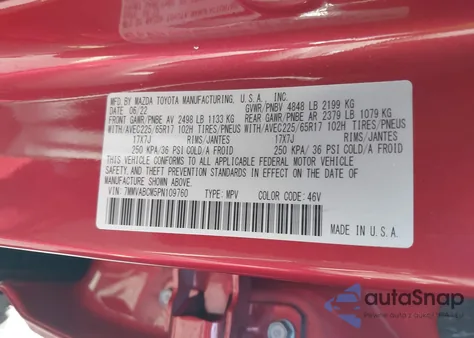 MFD. BY MAZDA TOYOTA MANUFACTURING, U.S.A., INC.
DATE: 06/22 GVWR/PNBV 4848 LB 2199 KG
FRONT GAWR/PNBE AV 2498 LB 1133 KG REAR GAWR/PNBE AR 2379 LB 1079 KG
WITH/AVEC225/65R17 102H TIRES/PNEUS WITH/AVEC225/65R17 102H TIRES/PNEUS
17X7J RIMS/JANTES 17X7J RIMS/JANTES
250 KPA/36 PSI COLD/A FROID 250 KPA/36 PSI COLD/A FROID
THIS VEHICLE CONFORMS TO ALL APPLICABLE FEDERAL MOTOR VEHICLE
SAFETY, AND THEFT PREVENTION STANDARDS IN EFFECT ON THE DATE OF
MANUFACTURE SHOWN ABOVE.
VIN: 7MMVABCM5PN109760 TYPE: MPV COLOR CODE: 46V
MADE IN U.S.A.
autoSnap